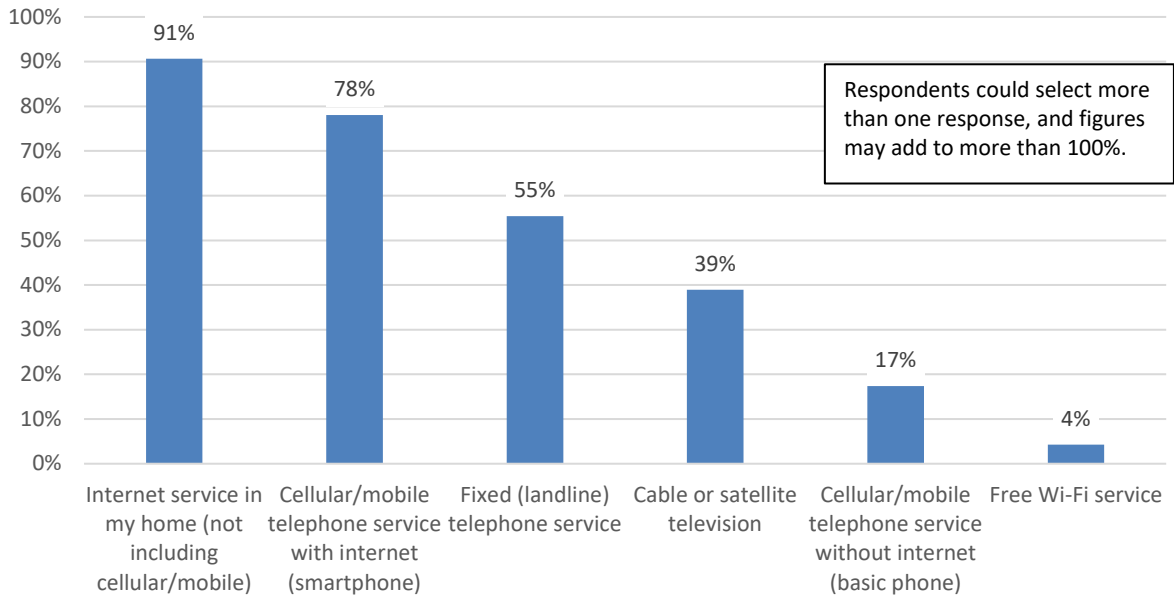 100%
90%
80%
70%
60%
50%
40%
30%
20%
10%
0%
91%
78%
55%
39%
17%
4%
Respondents could select more
than one response, and figures
may add to more than 100%.
Internet service in
my home (not
including
cellular/mobile)
Cellular/mobile
telephone service
with internet
(smartphone)
Fixed (landline)
telephone service
Cable or satellite
television
Cellular/mobile
telephone service
without internet
(basic phone)
Free Wi-Fi service